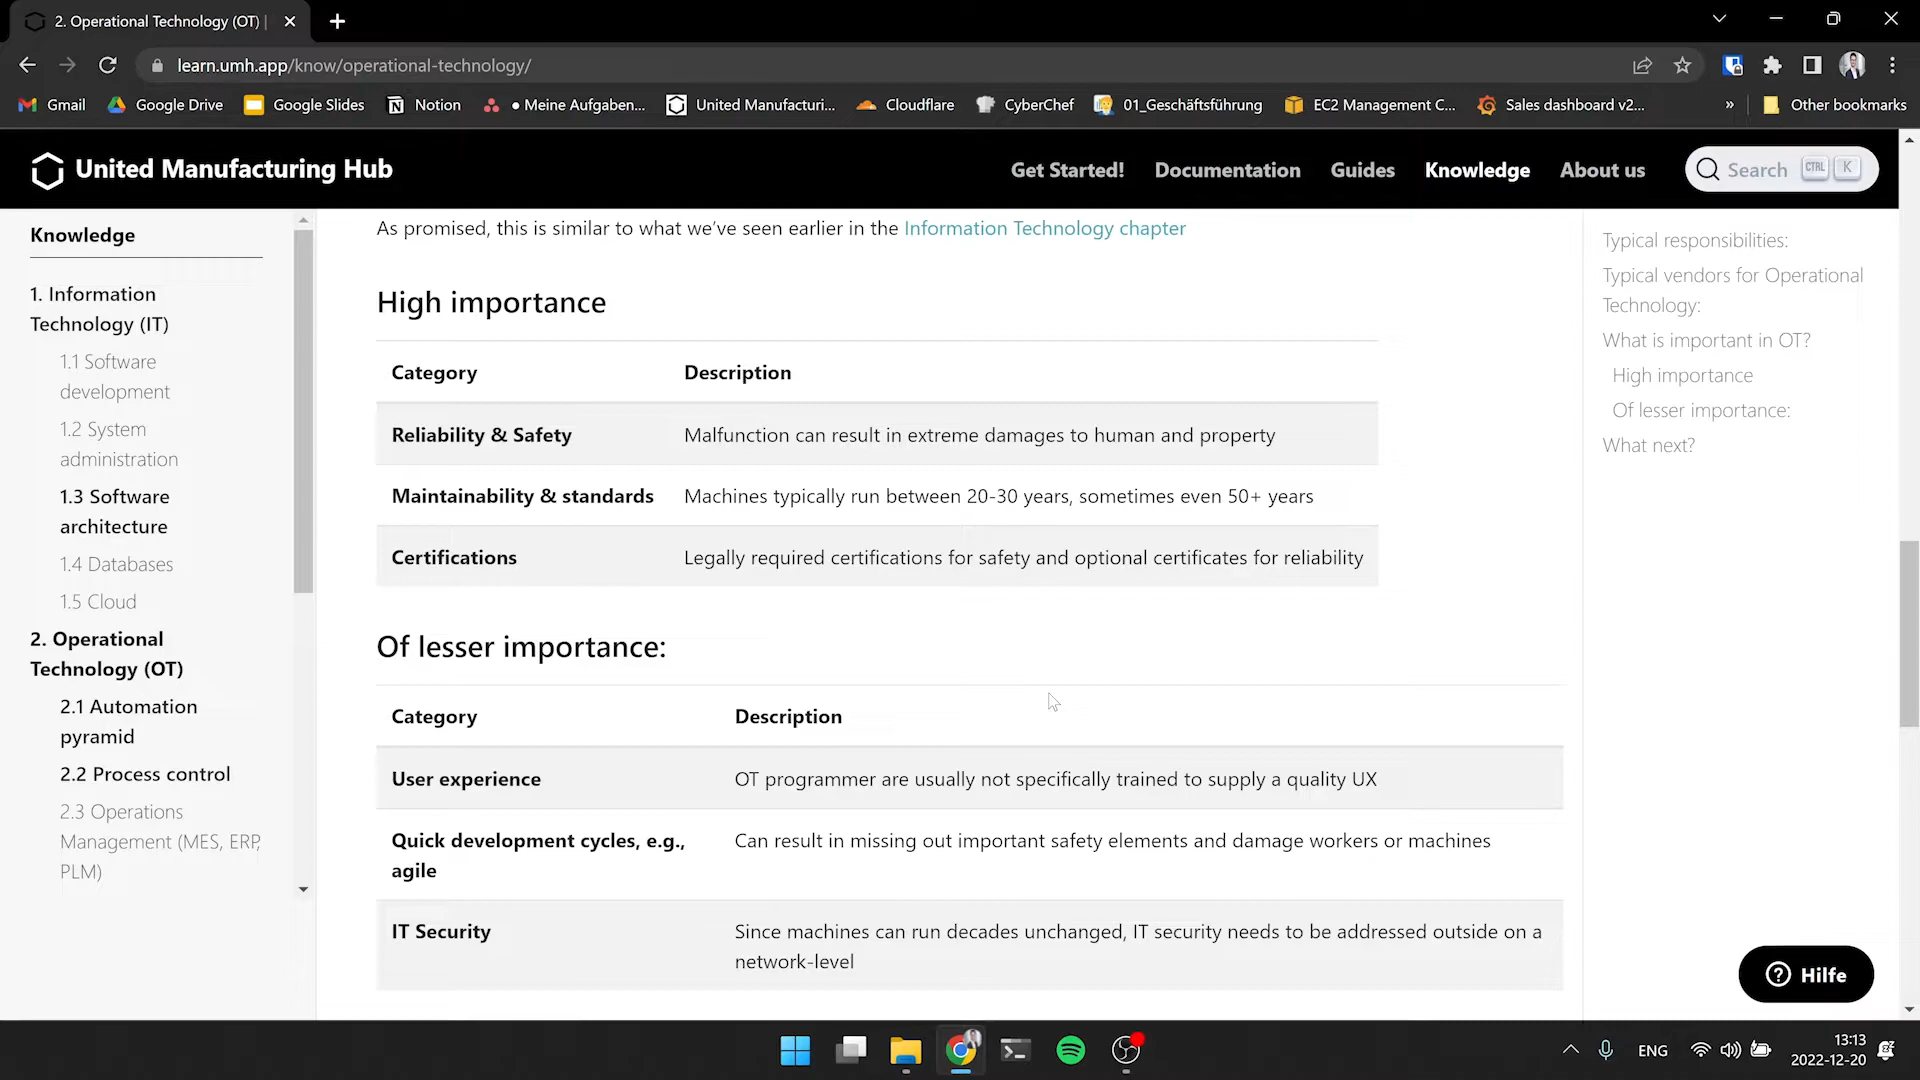 2. Operational Technology (OT) |
learn.umh.app/know/operational-technology/
Gmail
Google Drive
Google Slides
Notion
• Meine Aufgaben...
United Manufacturi...
Cloudflare
CyberChef
01_Geschäftsführung
EC2 Management C...
Sales dashboard v2...
»
Other bookmarks
United Manufacturing Hub
Get Started!
Documentation
Guides
Knowledge
About us
Search CTRL K
Knowledge
1. Information
Technology (IT)
1.1 Software
development
1.2 System
administration
1.3 Software
architecture
1.4 Databases
1.5 Cloud
2. Operational
Technology (OT)
2.1 Automation
pyramid
2.2 Process control
2.3 Operations
Management (MES, ERP,
PLM)
As promised, this is similar to what we've seen earlier in the Information Technology chapter
High importance
Category Description
Reliability & Safety Malfunction can result in extreme damages to human and property
Maintainability & standards Machines typically run between 20-30 years, sometimes even 50+ years
Certifications Legally required certifications for safety and optional certificates for reliability
Of lesser importance:
Category Description
User experience OT programmer are usually not specifically trained to supply a quality UX
Quick development cycles, e.g., Can result in missing out important safety elements and damage workers or machines
agile
IT Security Since machines can run decades unchanged, IT security needs to be addressed outside on a
network-level
Typical responsibilities:
Typical vendors for Operational
Technology:
What is important in OT?
High importance
Of lesser importance:
What next?
Hilfe
ENG
13:13
2022-12-20